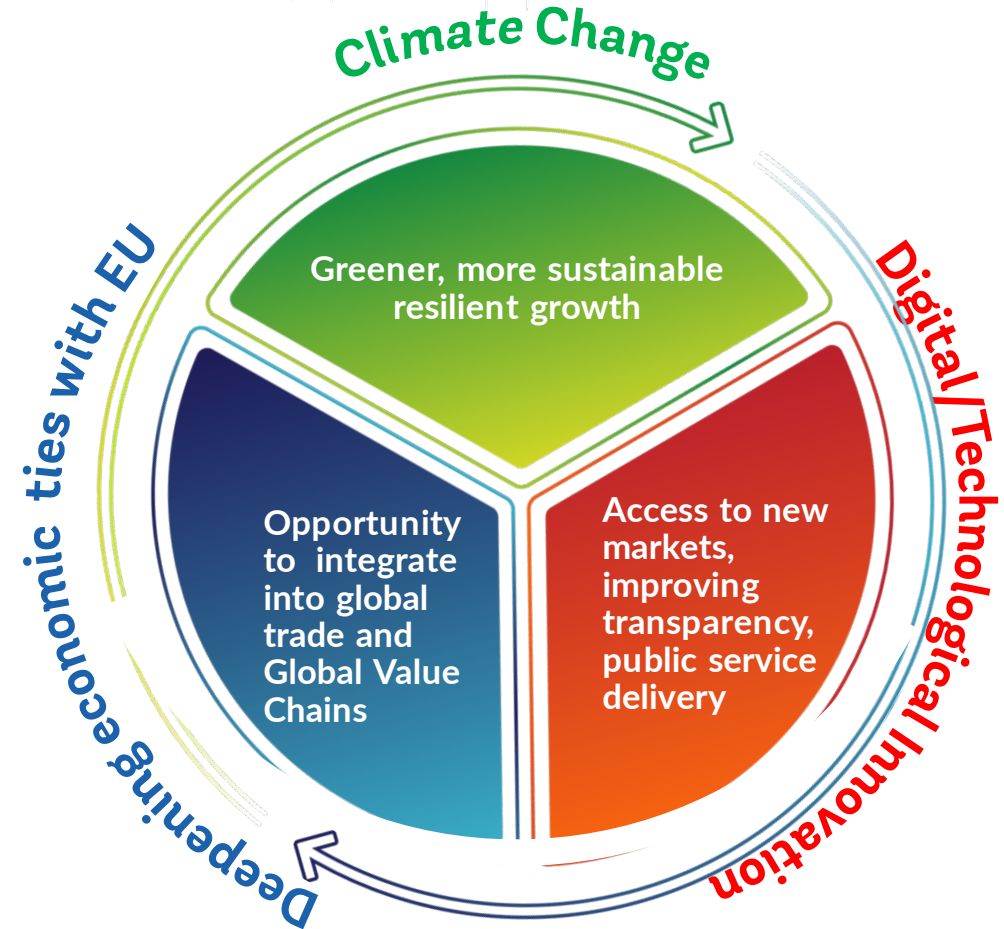 Climate Change
Greener, more sustainable
resilient growth
Digital/Technological Innovation
Access to new
markets,
improving
transparency,
public service
delivery
Deepening economic ties with EU
Opportunity
to integrate
into global
trade and
Global Value
Chains